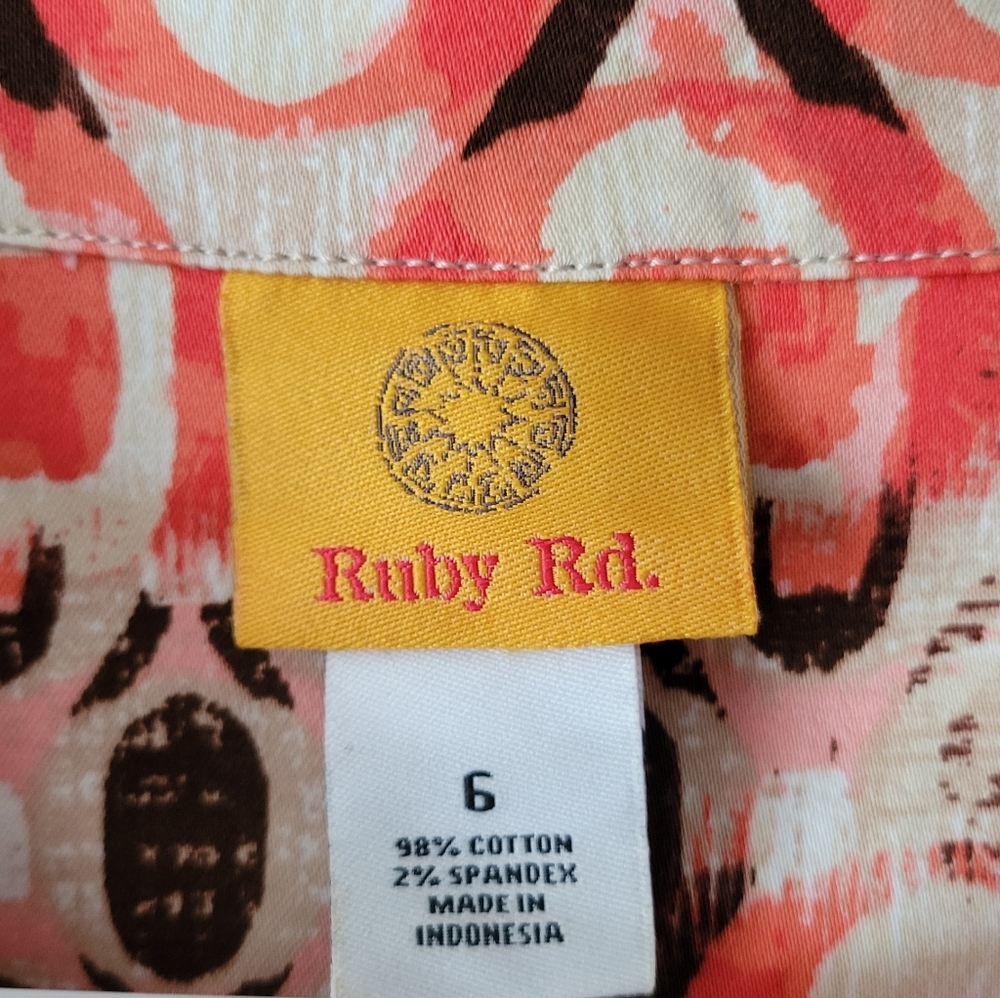 Ruby Rd.
6
98% COTTON
2% SPANDEX
MADE IN
INDONESIA